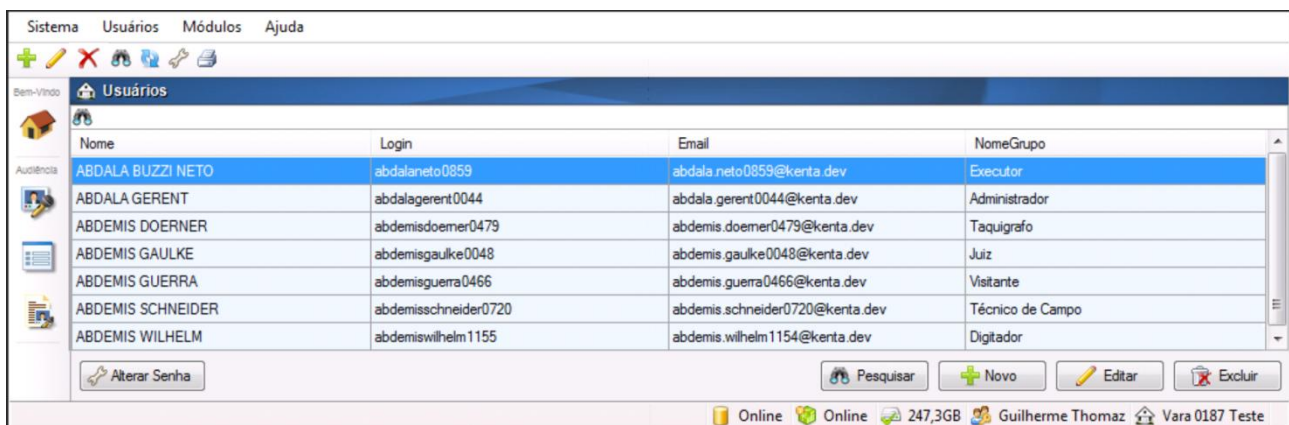 Sistema Usuários Módulos Ajuda
Bem-Vindo Usuários
Nome Login Email NomeGrupo
Audiência ABDALA BUZZI NETO abdalaneto0859 abdala.neto0859@kenta.dev Executor
ABDALA GERENT abdalagerent0044 abdala.gerent0044@kenta.dev Administrador
ABDEMIS DOERNER abdemisdoerner0479 abdemis.doerner0479@kenta.dev Taquigrafo
ABDEMIS GAULKE abdemisgaulke0048 abdemis.gaulke0048@kenta.dev Juiz
ABDEMIS GUERRA abdemisguerra0466 abdemis.guerra0466@kenta.dev Visitante
ABDEMIS SCHNEIDER abdemisschneider0720 abdemis.schneider0720@kenta.dev Técnico de Campo
ABDEMIS WILHELM abdemiswilhelm1155 abdemis.wilhelm1154@kenta.dev Digitador
Alterar Senha Pesquisar Novo Editar Excluir
Online Online 247,3GB Guilherme Thomaz Vara 0187 Teste